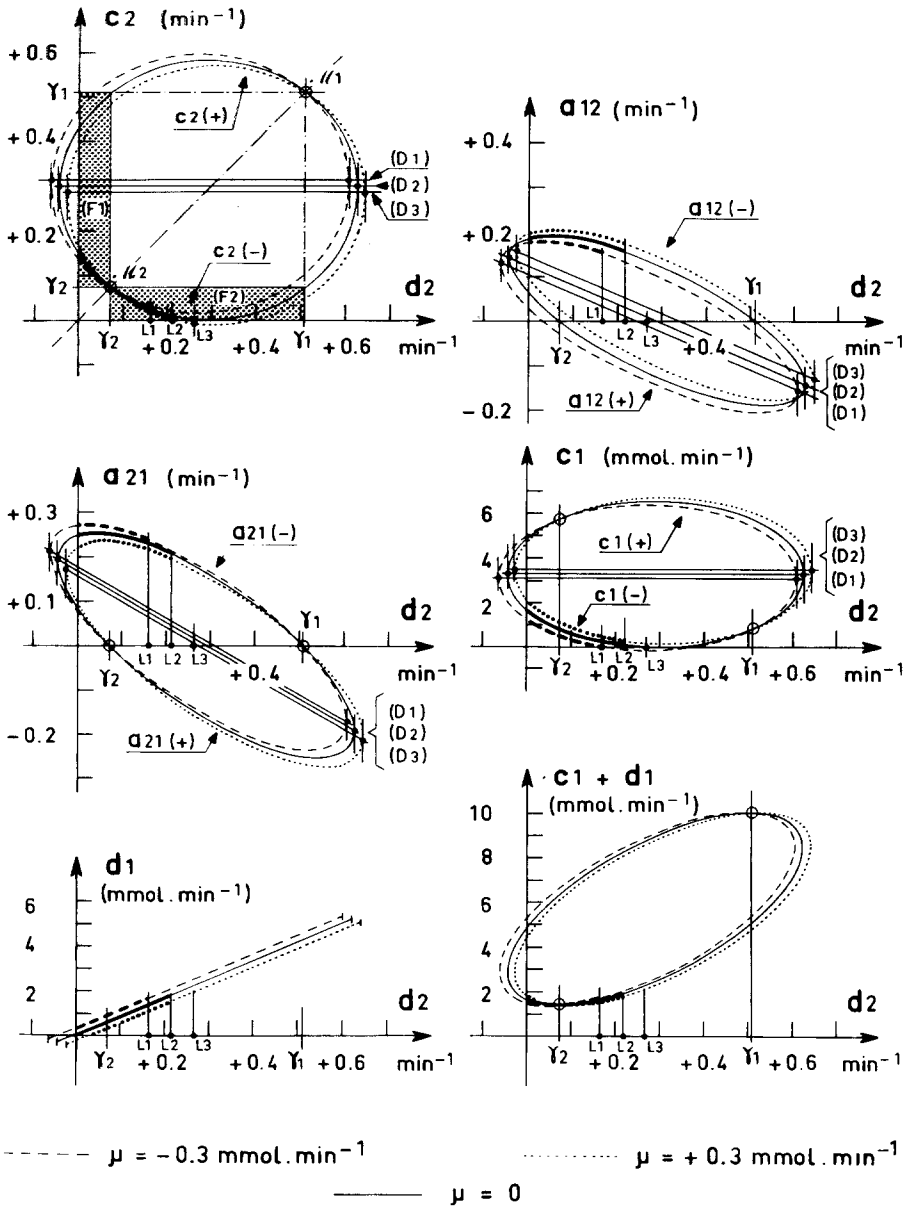 c2 (min⁻¹)
+ 0.6
γ1
+ 0.4
+ 0.2
γ2
c2(+)
μ1
(D1)
(D2)
(D3)
(F1)
μ2
c2(-)
(F2)
d2
L1 L2 L3
γ2 + 0.2 + 0.4 γ1 + 0.6 min⁻¹
a12 (min⁻¹)
+ 0.4
+ 0.2
- 0.2
a12(-)
γ1
d2
L1 L2 L3
γ2 + 0.4 min⁻¹
a12(+)
(D3)
(D2)
(D1)
a21 (min⁻¹)
+ 0.3
+ 0.1
- 0.2
a21(-)
γ1
d2
L1 L2 L3
γ2 + 0.4 min⁻¹
a21(+)
(D1)
(D2)
(D3)
c1 (mmol. min⁻¹)
6
4
2
c1(+)
(D3)
(D2)
(D1)
c1(-)
d2
L1 L2 L3
γ2 + 0.2 + 0.4 γ1 + 0.6 min⁻¹
d1
(mmol. min⁻¹)
6
4
2
d2
L1 L2 L3
γ2 + 0.2 + 0.4 γ1 + 0.6 min⁻¹
c1 + d1
(mmol. min⁻¹)
10
8
6
4
2
d2
L1 L2 L3
γ2 + 0.2 + 0.4 γ1 + 0.6 min⁻¹
μ = - 0.3 mmol. min⁻¹
μ = + 0.3 mmol. min⁻¹
μ = 0